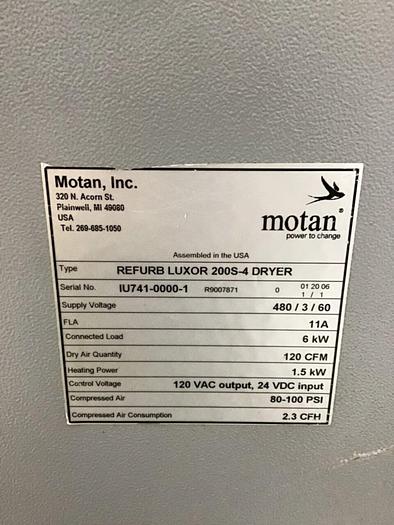 Motan, Inc.
320 N. Acorn St.
Plainwell, MI 49080
USA
Tel. 269-685-1050
motan®
power to change
Assembled in the USA
Type REFURB LUXOR 200S-4 DRYER
Serial No. IU741-0000-1 R9007871 0 01 20 06
1 / 1
Supply Voltage 480 / 3 / 60
FLA 11A
Connected Load 6 kW
Dry Air Quantity 120 CFM
Heating Power 1.5 kW
Control Voltage 120 VAC output, 24 VDC input
Compressed Air 80-100 PSI
Compressed Air Consumption 2.3 CFH